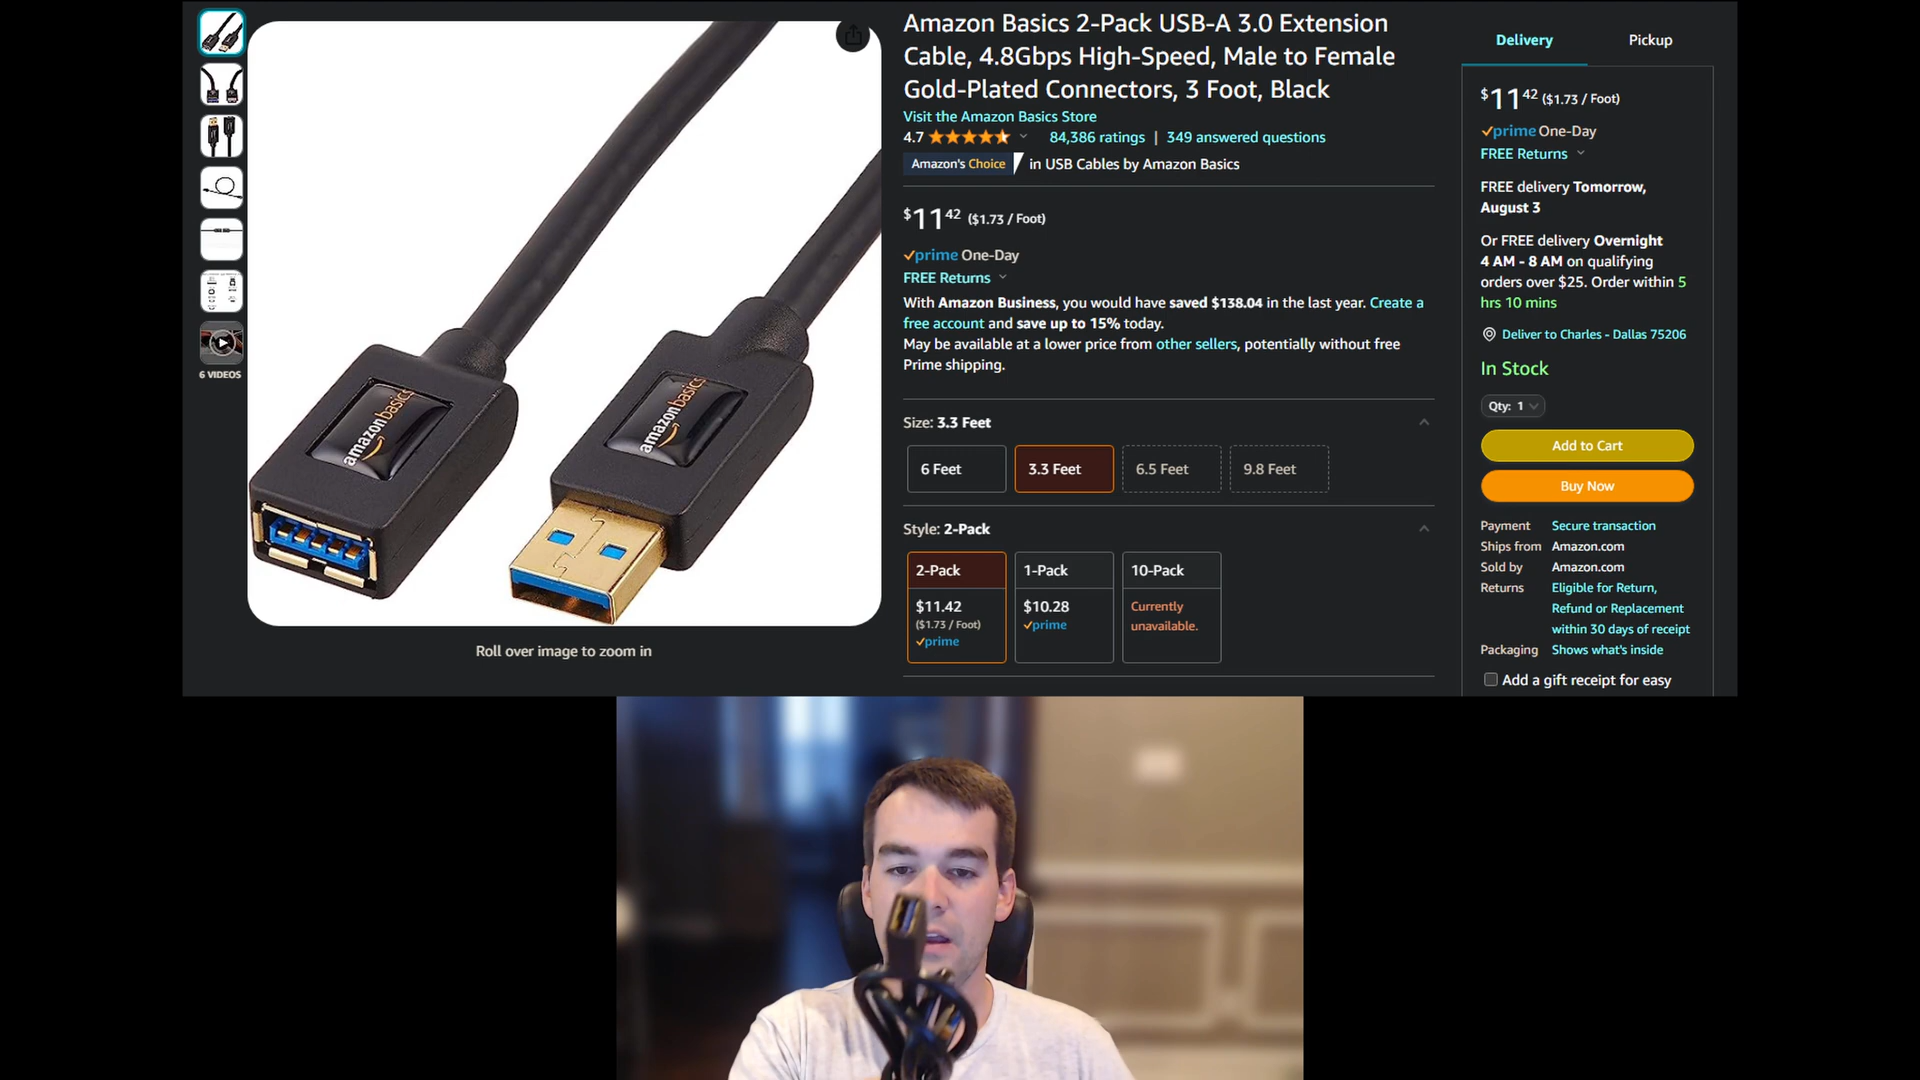 6 VIDEOS
amazonbasics
amazonbasics
Roll over image to zoom in
Amazon Basics 2-Pack USB-A 3.0 Extension
Cable, 4.8Gbps High-Speed, Male to Female
Gold-Plated Connectors, 3 Foot, Black
Visit the Amazon Basics Store
4.7 84,386 ratings | 349 answered questions
Amazon's Choice in USB Cables by Amazon Basics
$11 42 ($1.73 / Foot)
prime One-Day
FREE Returns
With Amazon Business, you would have saved $138.04 in the last year. Create a
free account and save up to 15% today.
May be available at a lower price from other sellers, potentially without free
Prime shipping.
Size: 3.3 Feet
6 Feet 3.3 Feet 6.5 Feet 9.8 Feet
Style: 2-Pack
2-Pack 1-Pack 10-Pack
$11.42 $10.28 Currently
($1.73 / Foot) prime unavailable.
prime
Delivery Pickup
$11 42 ($1.73 / Foot)
prime One-Day
FREE Returns
FREE delivery Tomorrow,
August 3
Or FREE delivery Overnight
4 AM - 8 AM on qualifying
orders over $25. Order within 5
hrs 10 mins
Deliver to Charles - Dallas 75206
In Stock
Qty: 1
Add to Cart
Buy Now
Payment Secure transaction
Ships from Amazon.com
Sold by Amazon.com
Returns Eligible for Return,
Refund or Replacement
within 30 days of receipt
Packaging Shows what's inside
Add a gift receipt for easy